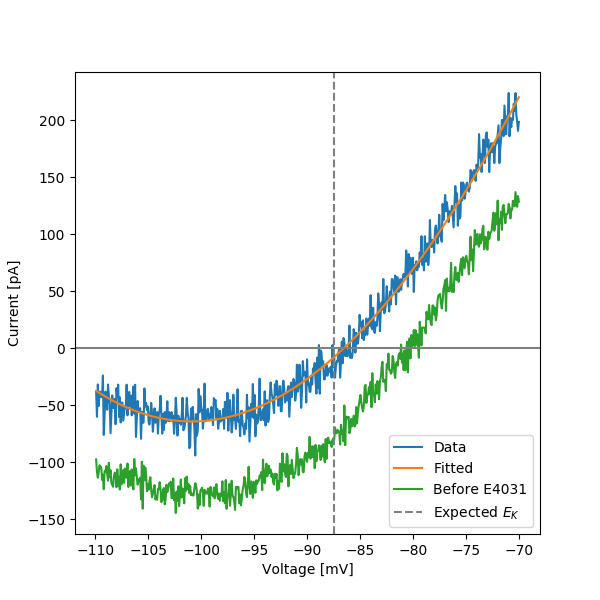 200
150
100
50
0
−50
−100
−150
Current [pA]
−110 −105 −100 −95 −90 −85 −80 −75 −70
Voltage [mV]
Data
Fitted
Before E4031
Expected E_K